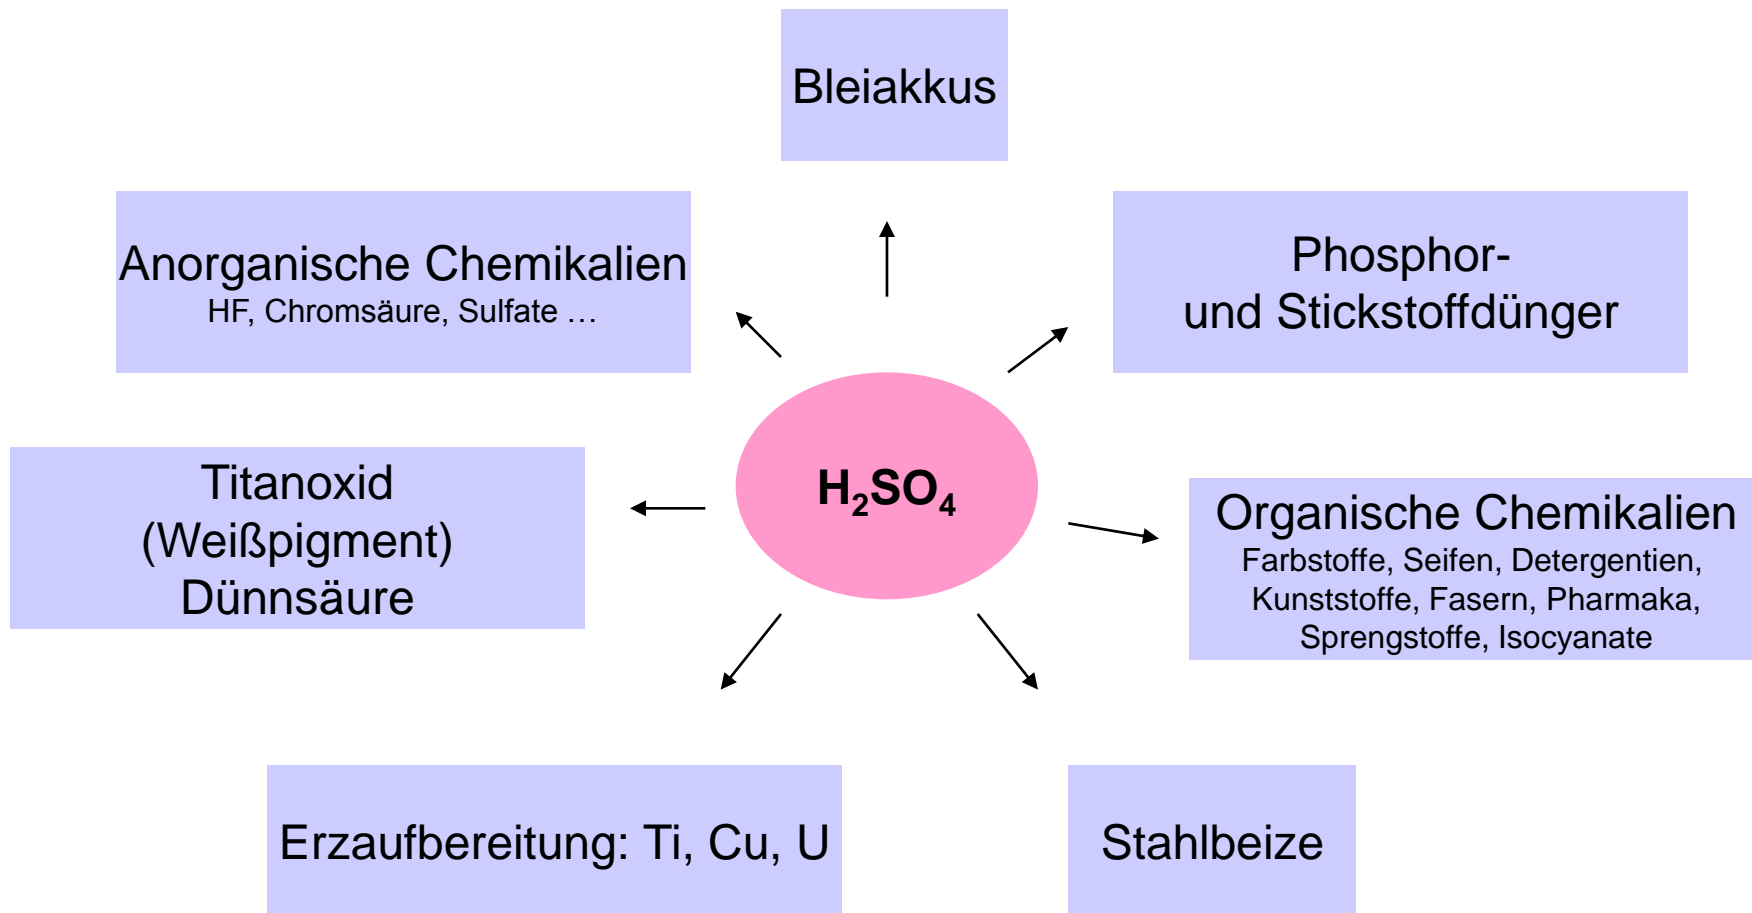 Bleiakkus
Anorganische Chemikalien
HF, Chromsäure, Sulfate …
Phosphor-
und Stickstoffdünger
Titanoxid
(Weißpigment)
Dünnsäure
H₂SO₄
Organische Chemikalien
Farbstoffe, Seifen, Detergentien,
Kunststoffe, Fasern, Pharmaka,
Sprengstoffe, Isocyanate
Erzaufbereitung: Ti, Cu, U
Stahlbeize